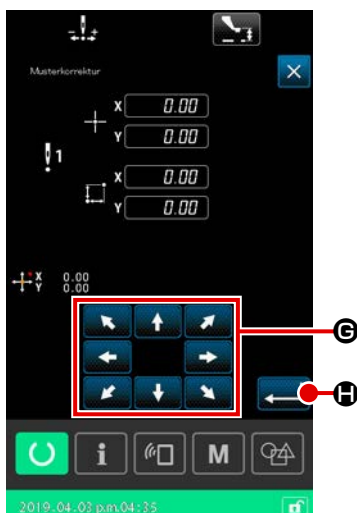 Musterkorrektur
X 0.00
Y 0.00
1
X 0.00
Y 0.00
X 0.00
Y 0.00
G
H
i M
2019.04.03 p.m.04:35